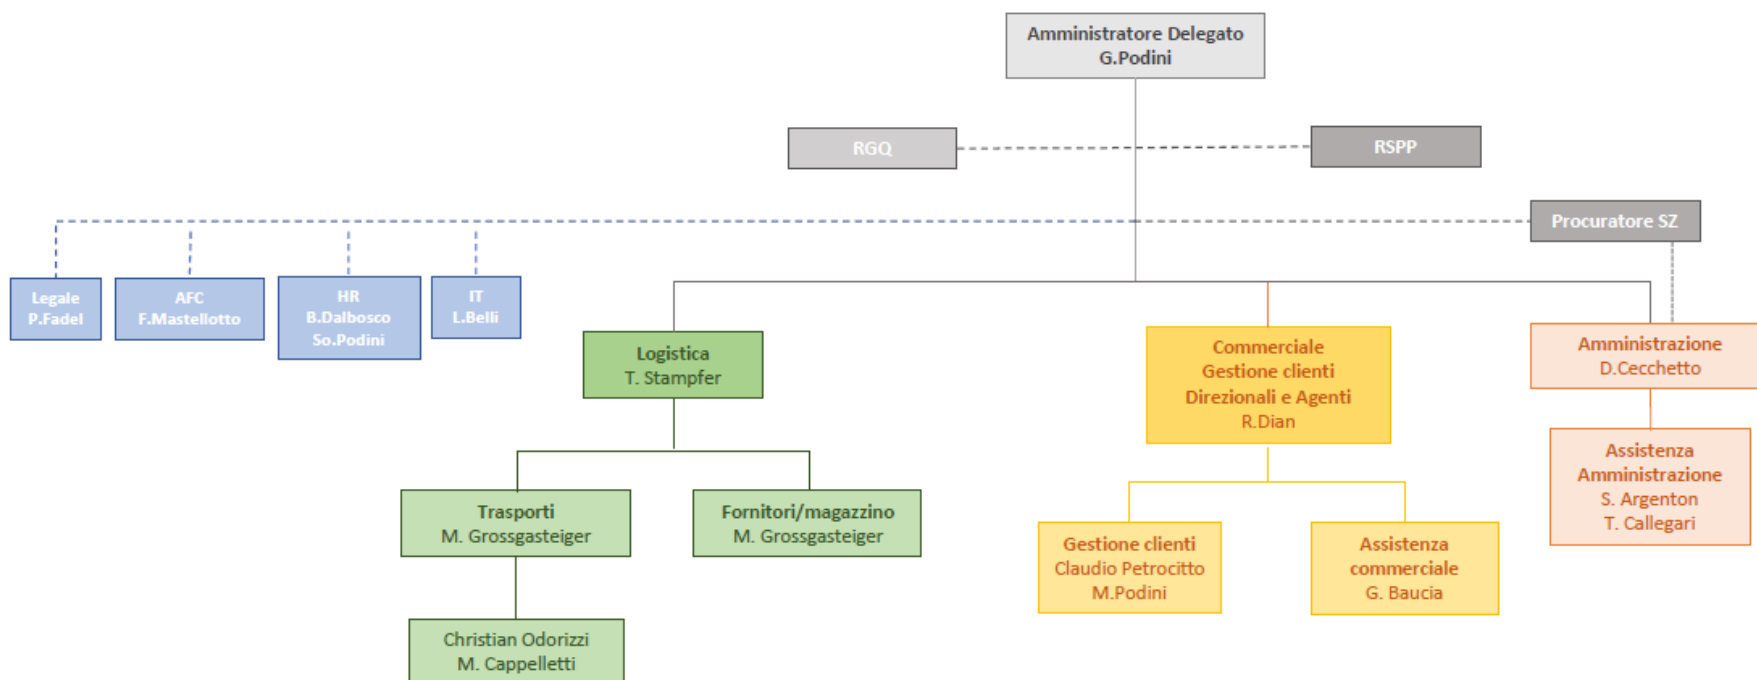 Amministratore Delegato
G.Podini
RGQ
RSPP
Procuratore SZ
Legale
P.Fadel
AFC
F.Mastellotto
HR
B.Dalbosco
So.Podini
IT
L.Belli
Logistica
T. Stampfer
Commerciale
Gestione clienti
Direzionali e Agenti
R.Dian
Amministrazione
D.Cecchetto
Trasporti
M. Grossgasteiger
Fornitori/magazzino
M. Grossgasteiger
Gestione clienti
Claudio Petrocitto
M.Podini
Assistenza
commerciale
G. Baucia
Assistenza
Amministrazione
S. Argenton
T. Callegari
Christian Odorizzi
M. Cappelletti